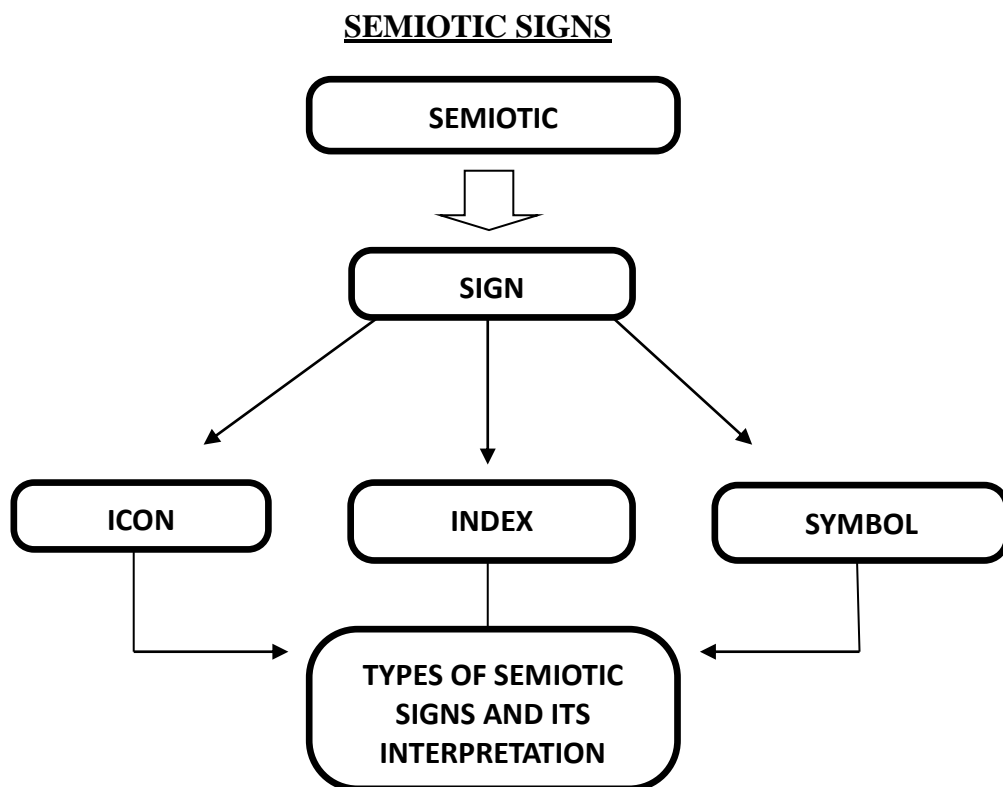 SEMIOTIC SIGNS
SEMIOTIC
SIGN
ICON
INDEX
SYMBOL
TYPES OF SEMIOTIC
SIGNS AND ITS
INTERPRETATION